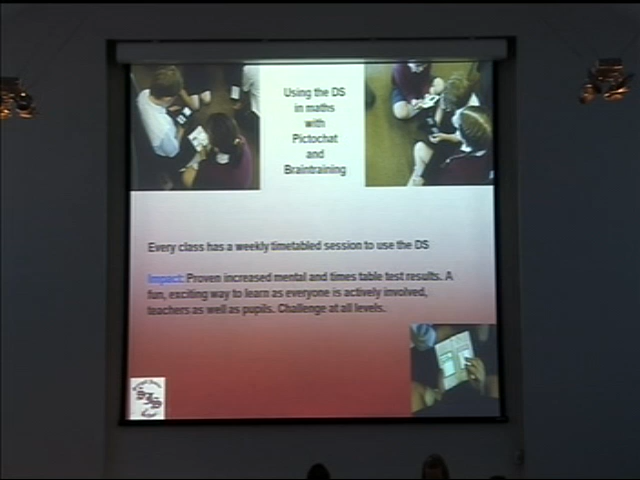 Using the DS
in maths
with
Pictochat
and
Braintraining
Every class has a weekly timetabled session to use the DS
Impact: Proven increased mental and times table test results. A
fun, exciting way to learn as everyone is actively involved,
teachers as well as pupils. Challenge at all levels.